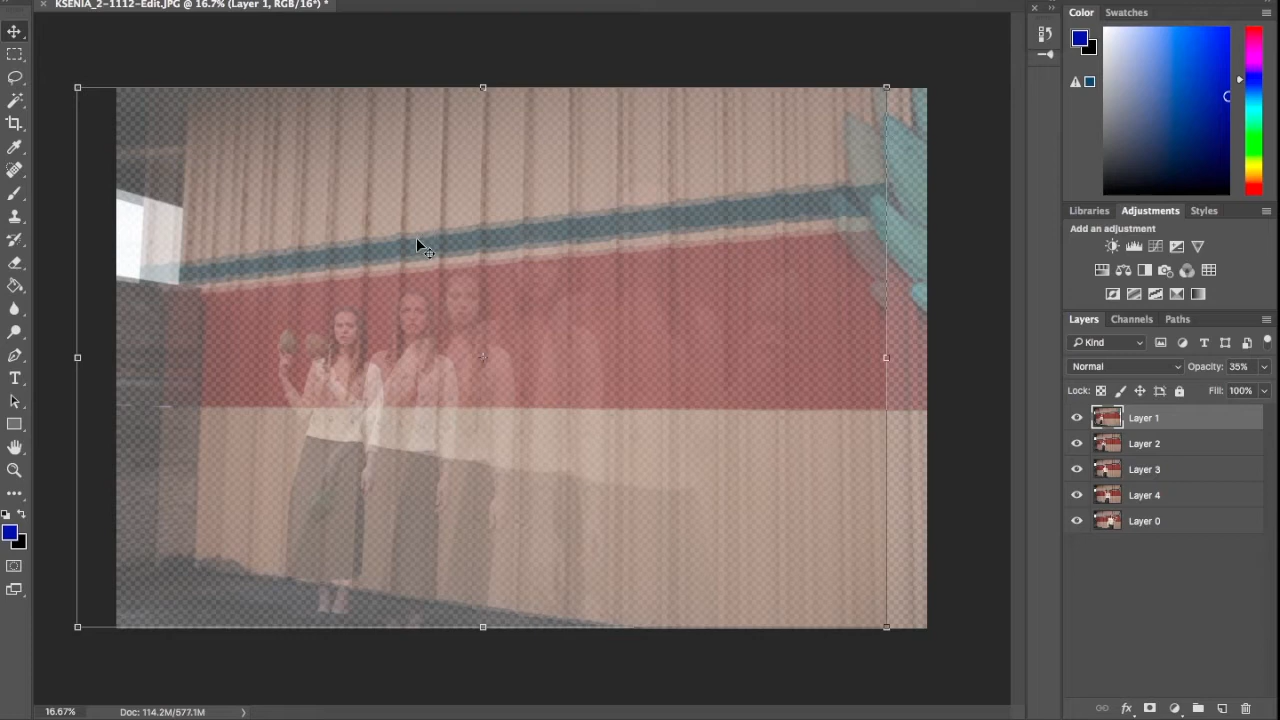 KSENIA_2-1112-Edit.JPG @ 16.7% (Layer 1, RGB/16*) *
Color Swatches
Libraries Adjustments Styles
Add an adjustment
Layers Channels Paths
Kind
Normal Opacity: 35%
Lock: Fill: 100%
Layer 1
Layer 2
Layer 3
Layer 4
Layer 0
16.67% Doc: 114.2M/577.1M
fx